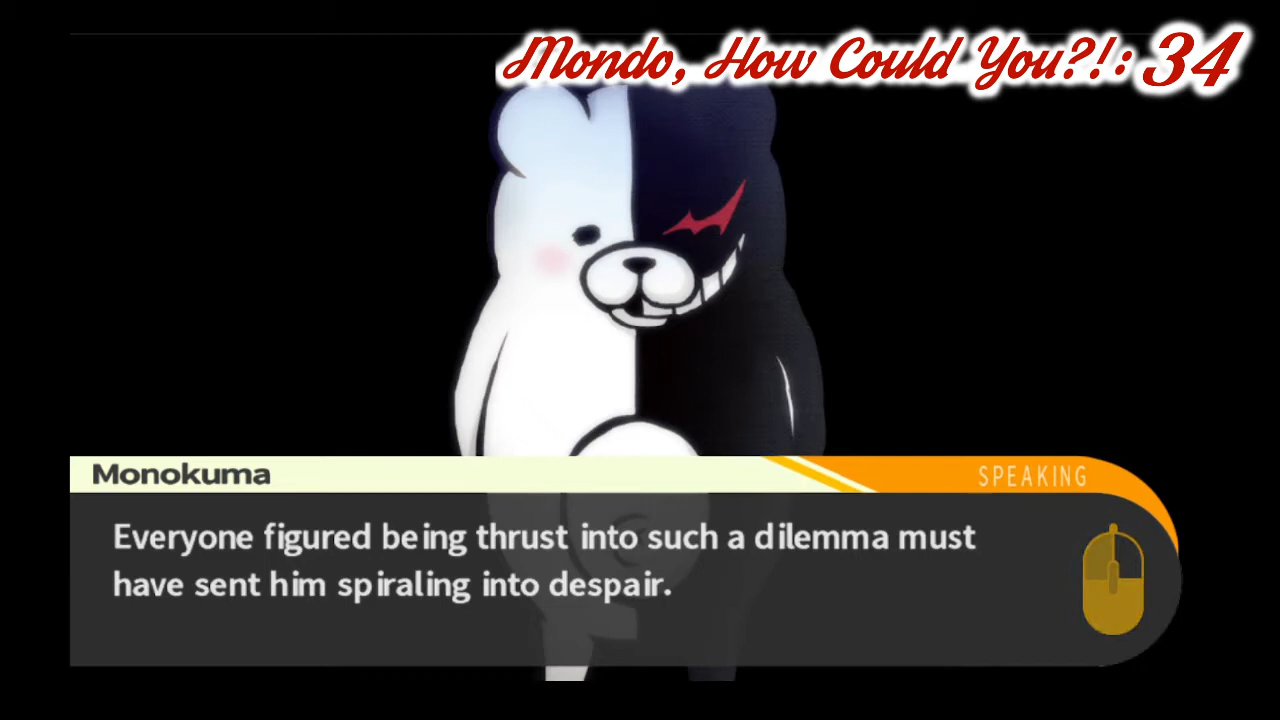 Mondo, How Could You?!: 34
Monokuma
SPEAKING
Everyone figured being thrust into such a dilemma must
have sent him spiraling into despair.